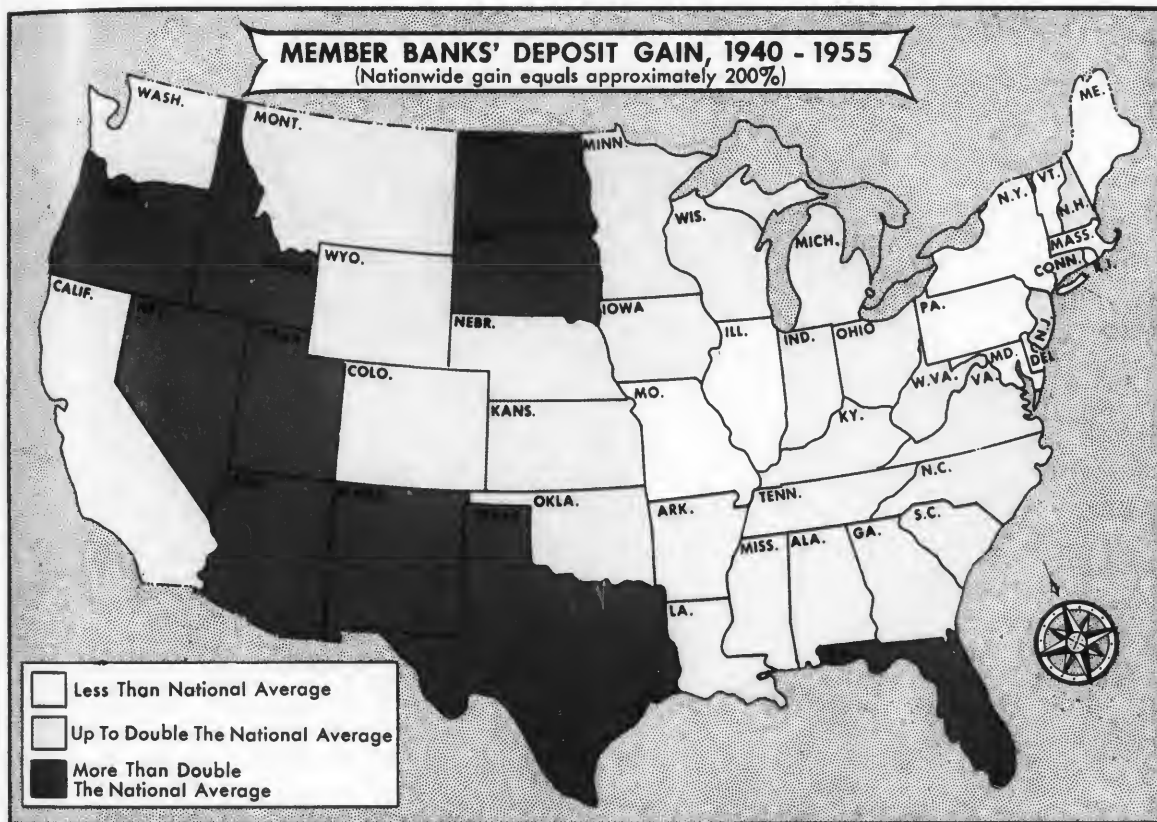 MEMBER BANKS' DEPOSIT GAIN, 1940 - 1955
(Nationwide gain equals approximately 200%)
WASH.
MONT.
MINN.
ME.
VT.
N.Y.
N.H.
WIS.
MICH.
MASS.
CONN.
R.I.
WYO.
CALIF.
NEBR.
IOWA
PA.
N.J.
ILL.
IND.
OHIO
MD.
DEL.
W.VA.
VA.
COLO.
KANS.
MO.
KY.
N.C.
OKLA.
ARK.
TENN.
S.C.
MISS.
ALA.
GA.
LA.
Less Than National Average
Up To Double The National Average
More Than Double
The National Average